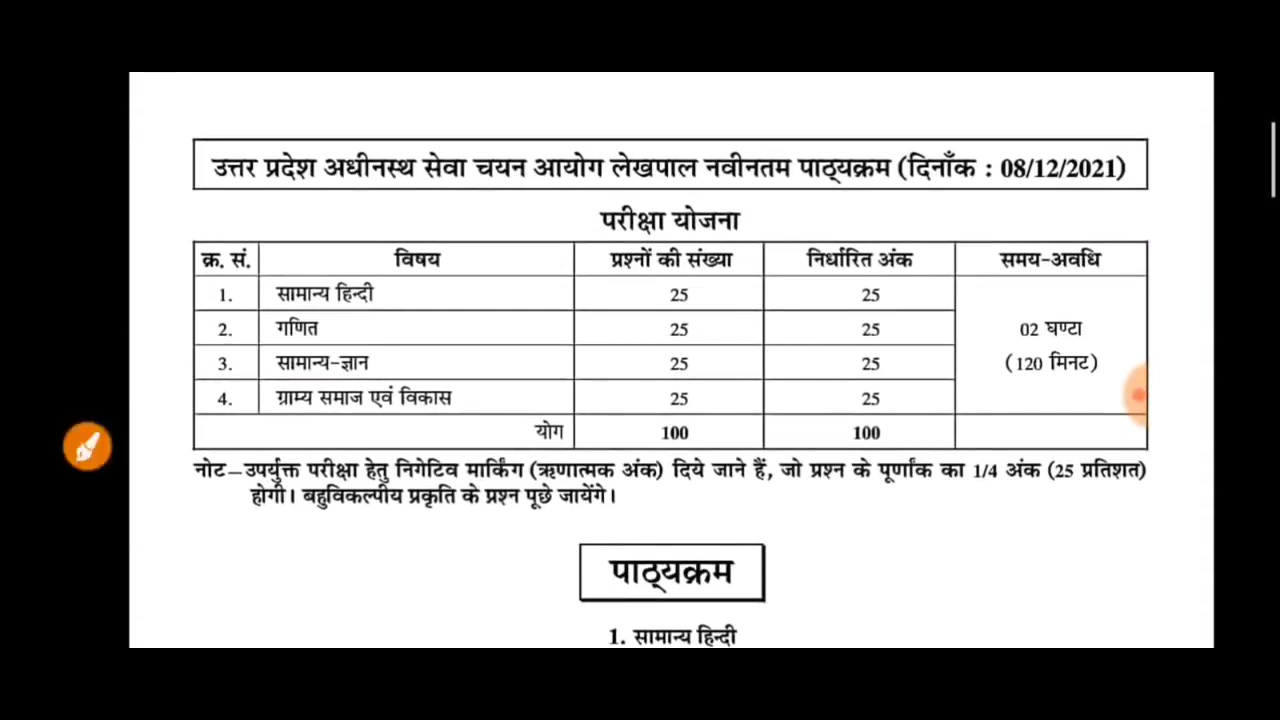 उत्तर प्रदेश अधीनस्थ सेवा चयन आयोग लेखपाल नवीनतम पाठ्यक्रम (दिनाँक : 08/12/2021)
परीक्षा योजना
क्र. सं. विषय प्रश्नों की संख्या निर्धारित अंक समय-अवधि
1. सामान्य हिन्दी 25 25
2. गणित 25 25 02 घण्टा
3. सामान्य-ज्ञान 25 25 (120 मिनट)
4. ग्राम्य समाज एवं विकास 25 25
योग 100 100
नोट–उपर्युक्त परीक्षा हेतु निगेटिव मार्किंग (ऋणात्मक अंक) दिये जाने हैं, जो प्रश्न के पूर्णांक का 1/4 अंक (25 प्रतिशत)
होगी। बहुविकल्पीय प्रकृति के प्रश्न पूछे जायेंगे।
पाठ्यक्रम
1. सामान्य हिन्दी